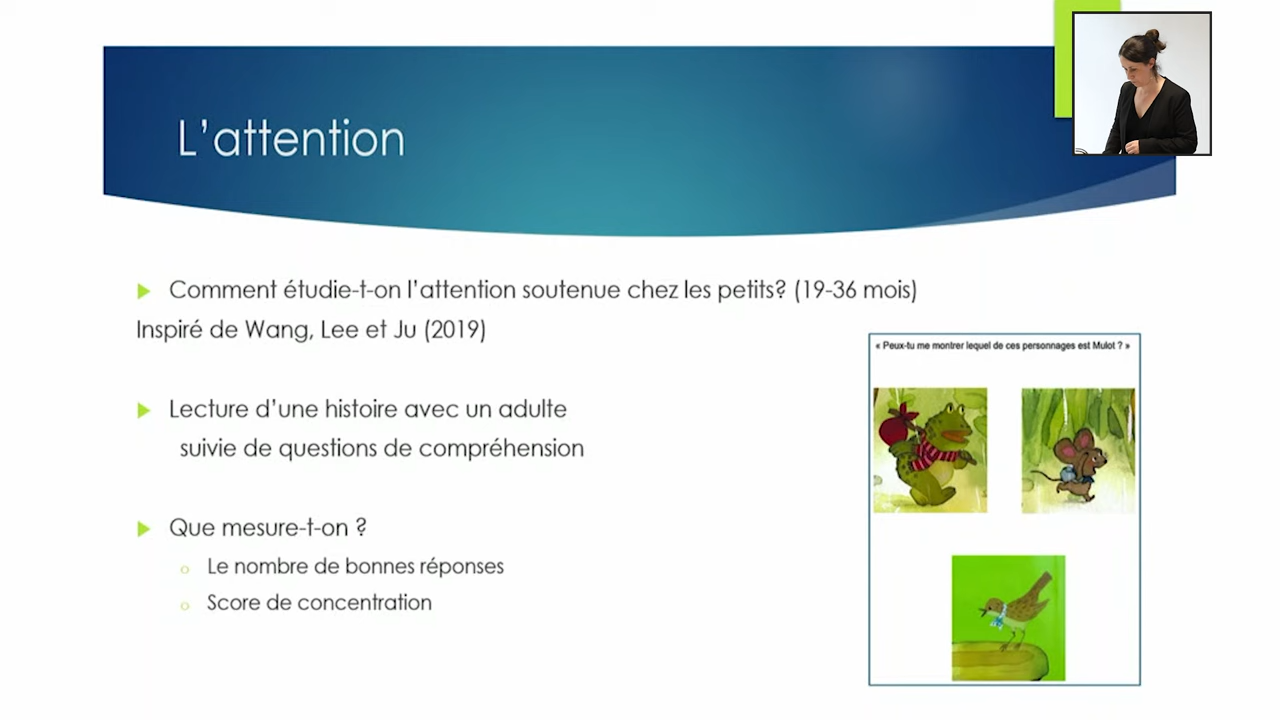 L'attention
Comment étudie-t-on l'attention soutenue chez les petits? (19-36 mois)
Inspiré de Wang, Lee et Ju (2019)
Lecture d'une histoire avec un adulte
suivie de questions de compréhension
Que mesure-t-on ?
Le nombre de bonnes réponses
Score de concentration
« Peux-tu me montrer lequel de ces personnages est Mulot ? »